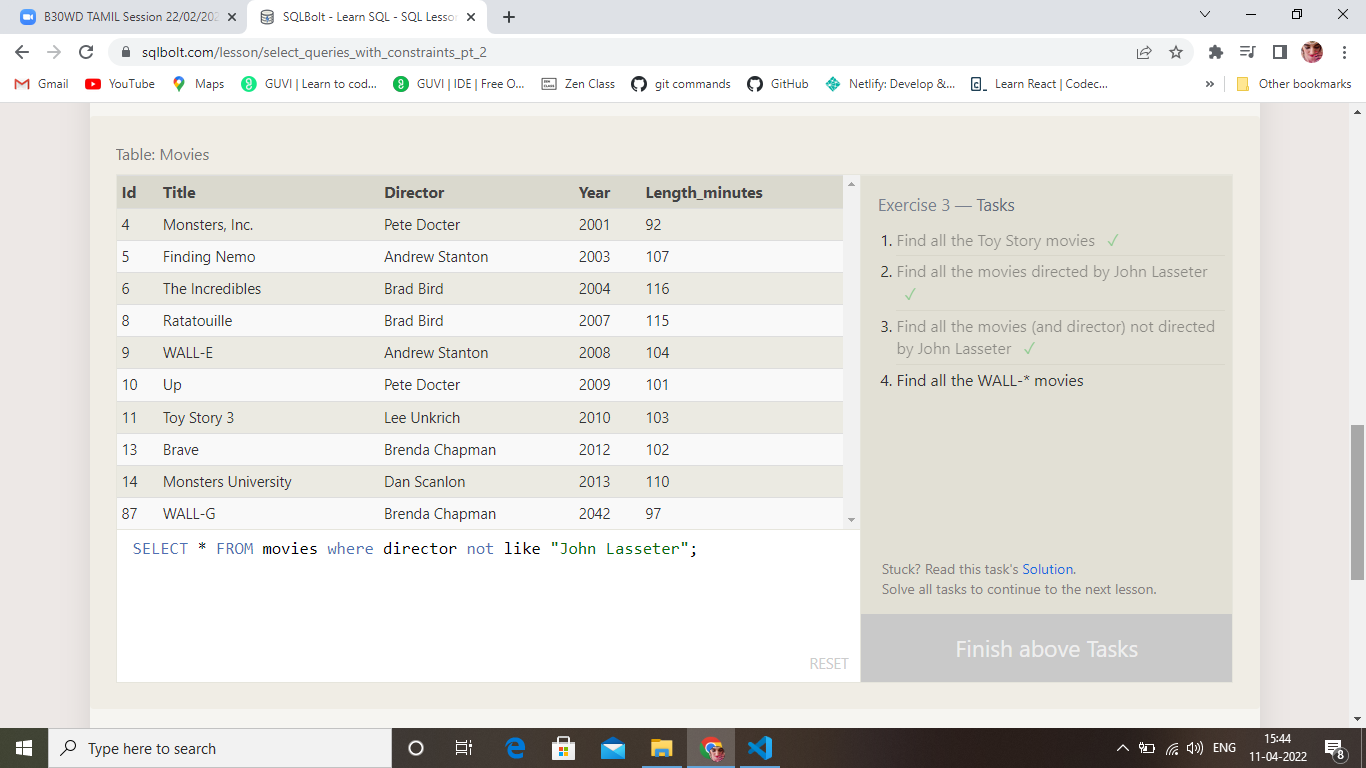 B30WD TAMIL Session 22/02/202
SQLBolt - Learn SQL - SQL Lesson
sqlbolt.com/lesson/select_queries_with_constraints_pt_2
Gmail YouTube Maps GUVI | Learn to cod... GUVI | IDE | Free O... Zen Class git commands GitHub Netlify: Develop &... Learn React | Codec... » Other bookmarks
Table: Movies
Id Title Director Year Length_minutes
4 Monsters, Inc. Pete Docter 2001 92
5 Finding Nemo Andrew Stanton 2003 107
6 The Incredibles Brad Bird 2004 116
8 Ratatouille Brad Bird 2007 115
9 WALL-E Andrew Stanton 2008 104
10 Up Pete Docter 2009 101
11 Toy Story 3 Lee Unkrich 2010 103
13 Brave Brenda Chapman 2012 102
14 Monsters University Dan Scanlon 2013 110
87 WALL-G Brenda Chapman 2042 97
SELECT * FROM movies where director not like "John Lasseter";
RESET
Exercise 3 — Tasks
1. Find all the Toy Story movies ✓
2. Find all the movies directed by John Lasseter
✓
3. Find all the movies (and director) not directed
by John Lasseter ✓
4. Find all the WALL-* movies
Stuck? Read this task's Solution.
Solve all tasks to continue to the next lesson.
Finish above Tasks
Type here to search
ENG
15:44
11-04-2022
8